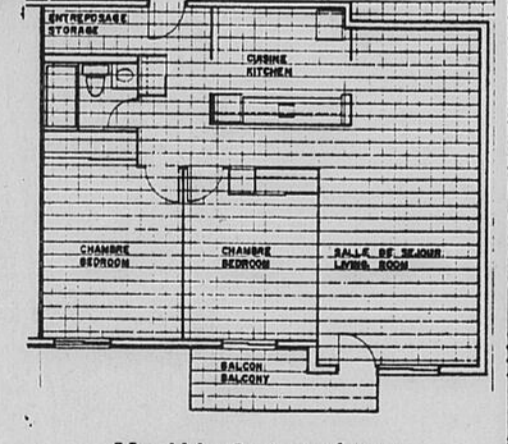 ENTREPOSAGE
STORAGE
CUISINE
KITCHEN
CHAMBRE
BEDROOM
CHAMBRE
BEDROOM
SALLE DE SEJOUR
LIVING ROOM
BALCON
BALCONY